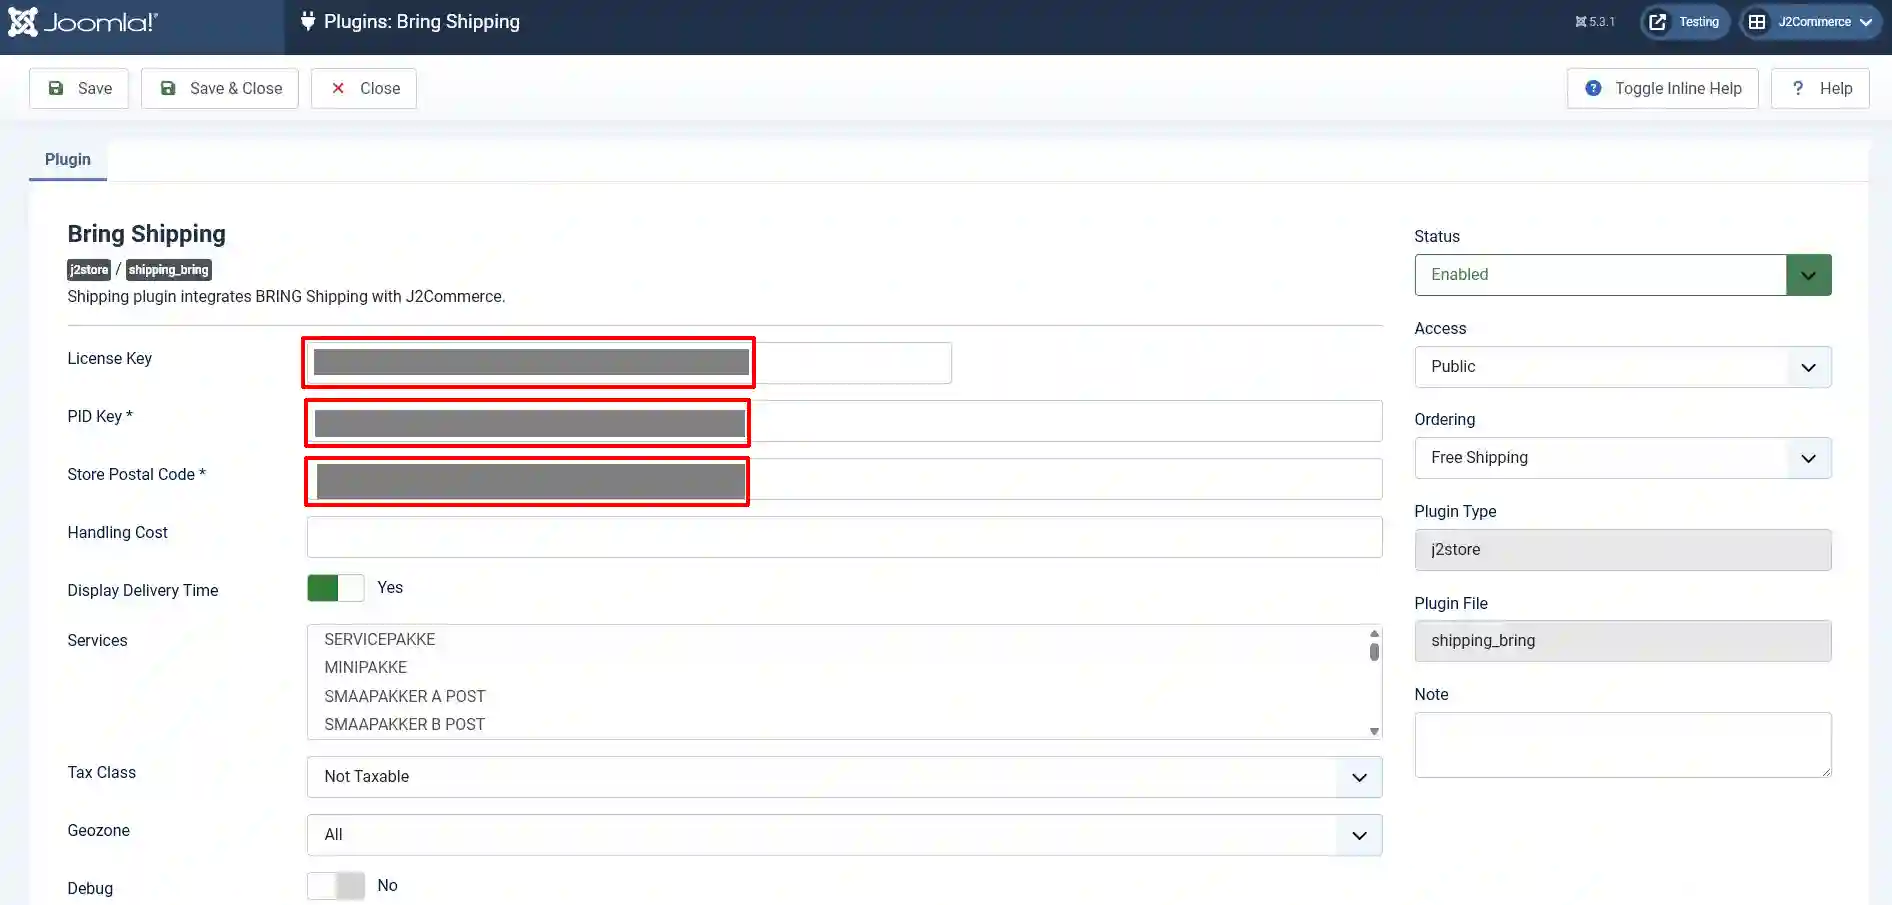 Joomla!
Plugins: Bring Shipping
5.3.1
Testing
J2Commerce
Save
Save & Close
Close
Toggle Inline Help
Help
Plugin
Bring Shipping
j2store / shipping_bring
Shipping plugin integrates BRING Shipping with J2Commerce.
License Key
PID Key *
Store Postal Code *
Handling Cost
Display Delivery Time
Yes
Services
SERVICEPAKKE
MINIPAKKE
SMAAPAKKER A POST
SMAAPAKKER B POST
Tax Class
Not Taxable
Geozone
All
Debug
No
Status
Enabled
Access
Public
Ordering
Free Shipping
Plugin Type
j2store
Plugin File
shipping_bring
Note